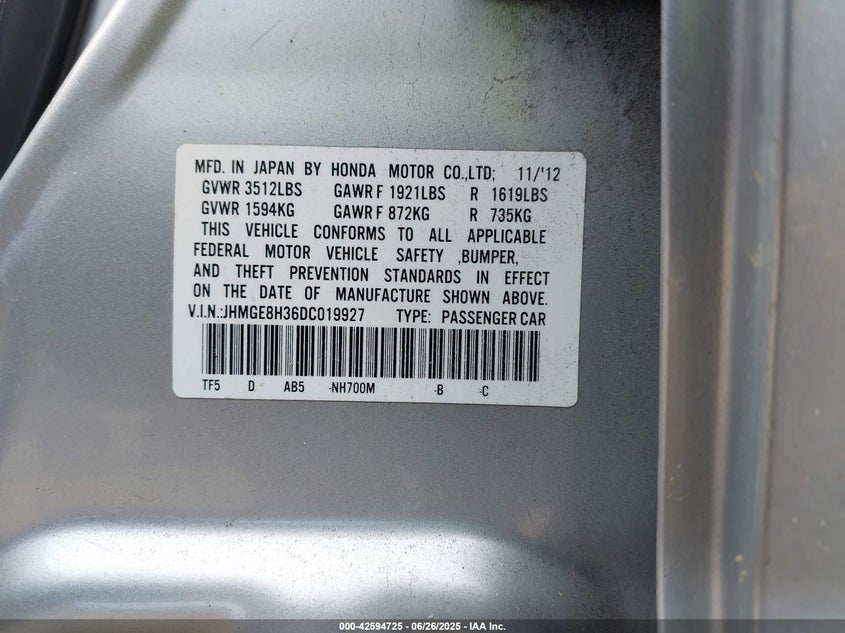 MFD. IN JAPAN BY HONDA MOTOR CO.,LTD; 11/'12
GVWR 3512LBS GAWR F 1921LBS R 1619LBS
GVWR 1594KG GAWR F 872KG R 735KG
THIS VEHICLE CONFORMS TO ALL APPLICABLE
FEDERAL MOTOR VEHICLE SAFETY ,BUMPER,
AND THEFT PREVENTION STANDARDS IN EFFECT
ON THE DATE OF MANUFACTURE SHOWN ABOVE.
V.I.N.:JHMGE8H36DC019927 TYPE: PASSENGER CAR
TF5 D AB5 -NH700M -B -C
000-42594725 - 06/26/2025 - IAA Inc.